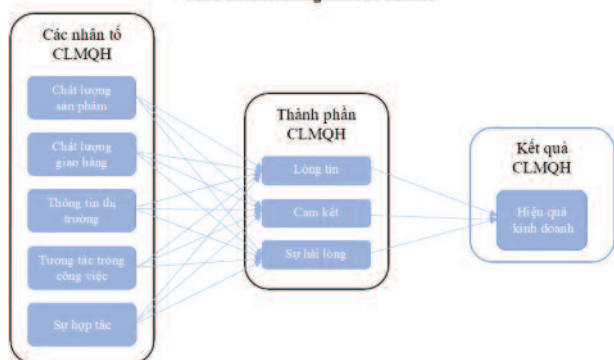 Các nhân tố
CLMQH
Chất lượng
sản phẩm
Chất lượng
giao hàng
Thông tin thị
trường
Tương tác trong
công việc
Sự hợp tác
Thành phần
CLMQH
Lòng tin
Cam kết
Sự hài lòng
Kết quả
CLMQH
Hiệu quả
kinh doanh